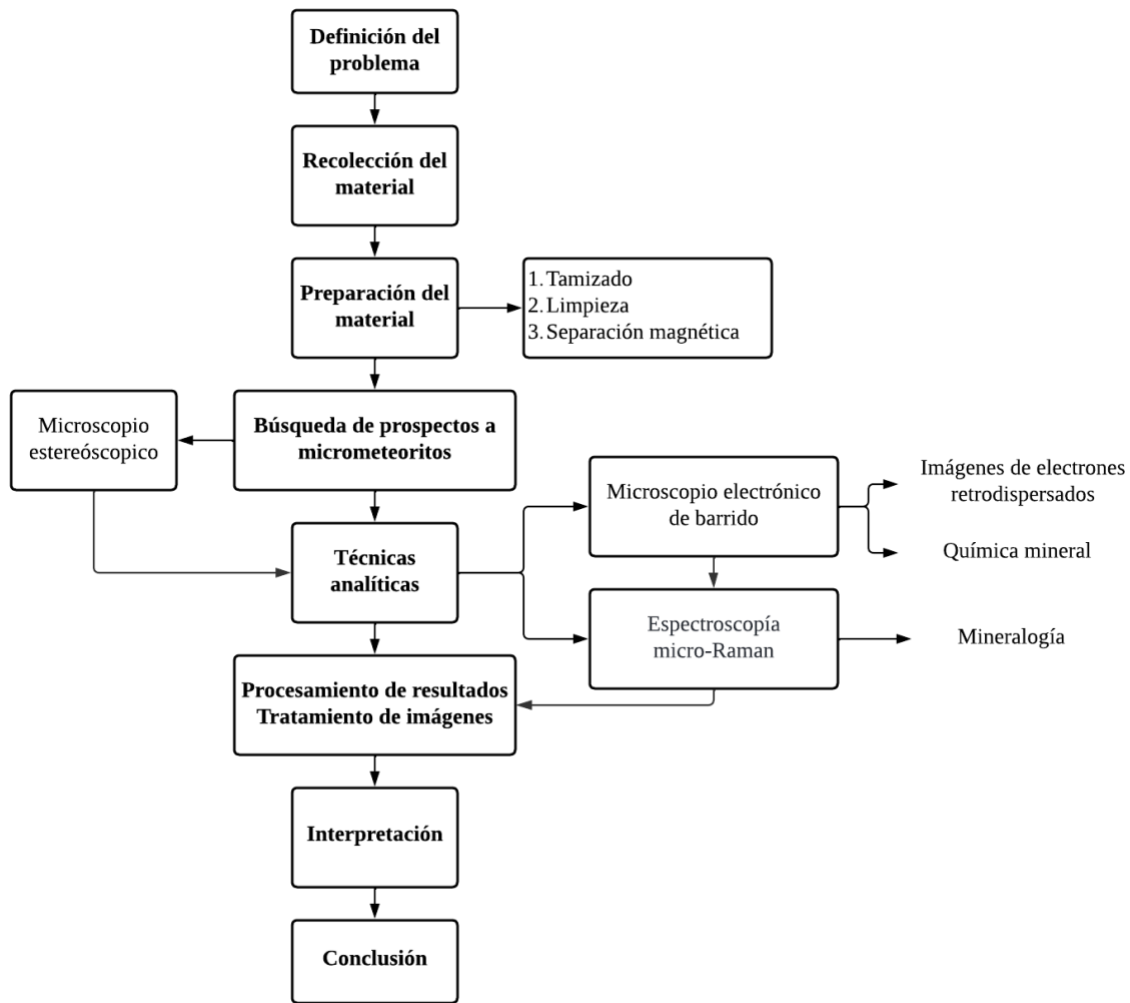 Definición del
problema
Recolección del
material
Preparación del
material
1. Tamizado
2. Limpieza
3. Separación magnética
Microscopio
estereóscopico
Búsqueda de prospectos a
micrometeoritos
Microscopio electrónico
de barrido
Imágenes de electrones
retrodispersados
Química mineral
Técnicas
analíticas
Espectroscopía
micro-Raman
Mineralogía
Procesamiento de resultados
Tratamiento de imágenes
Interpretación
Conclusión